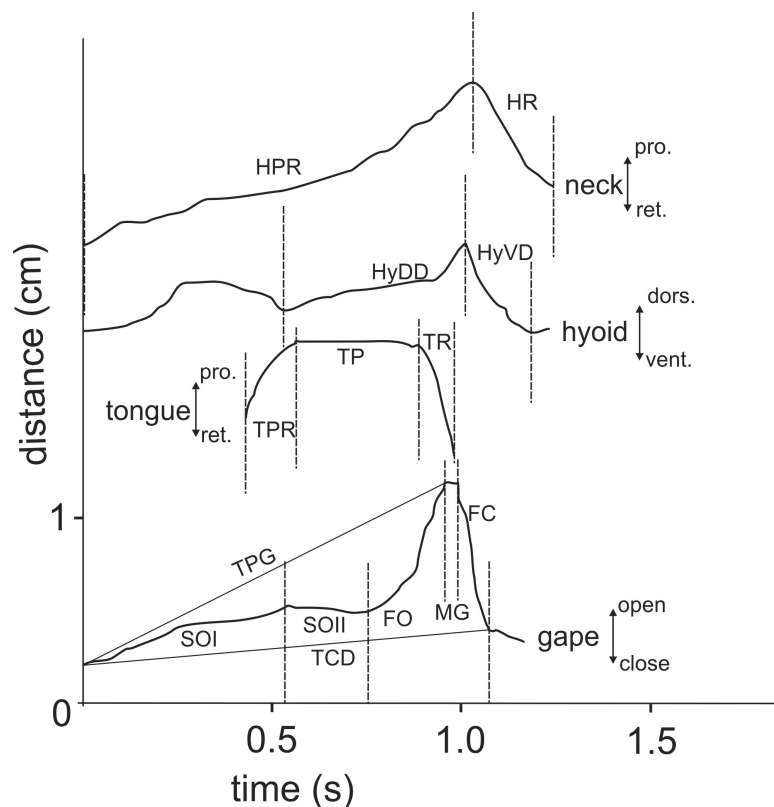 HR
pro.
HPR
neck
ret.
HyVD
HyDD
dors.
hyoid
TR
vent.
TP
pro.
tongue
TPR
ret.
distance (cm)
1
FC
TPG
open
MG
SOII
FO
SOI
gape
TCD
close
0
0.5
1.0
1.5
time (s)